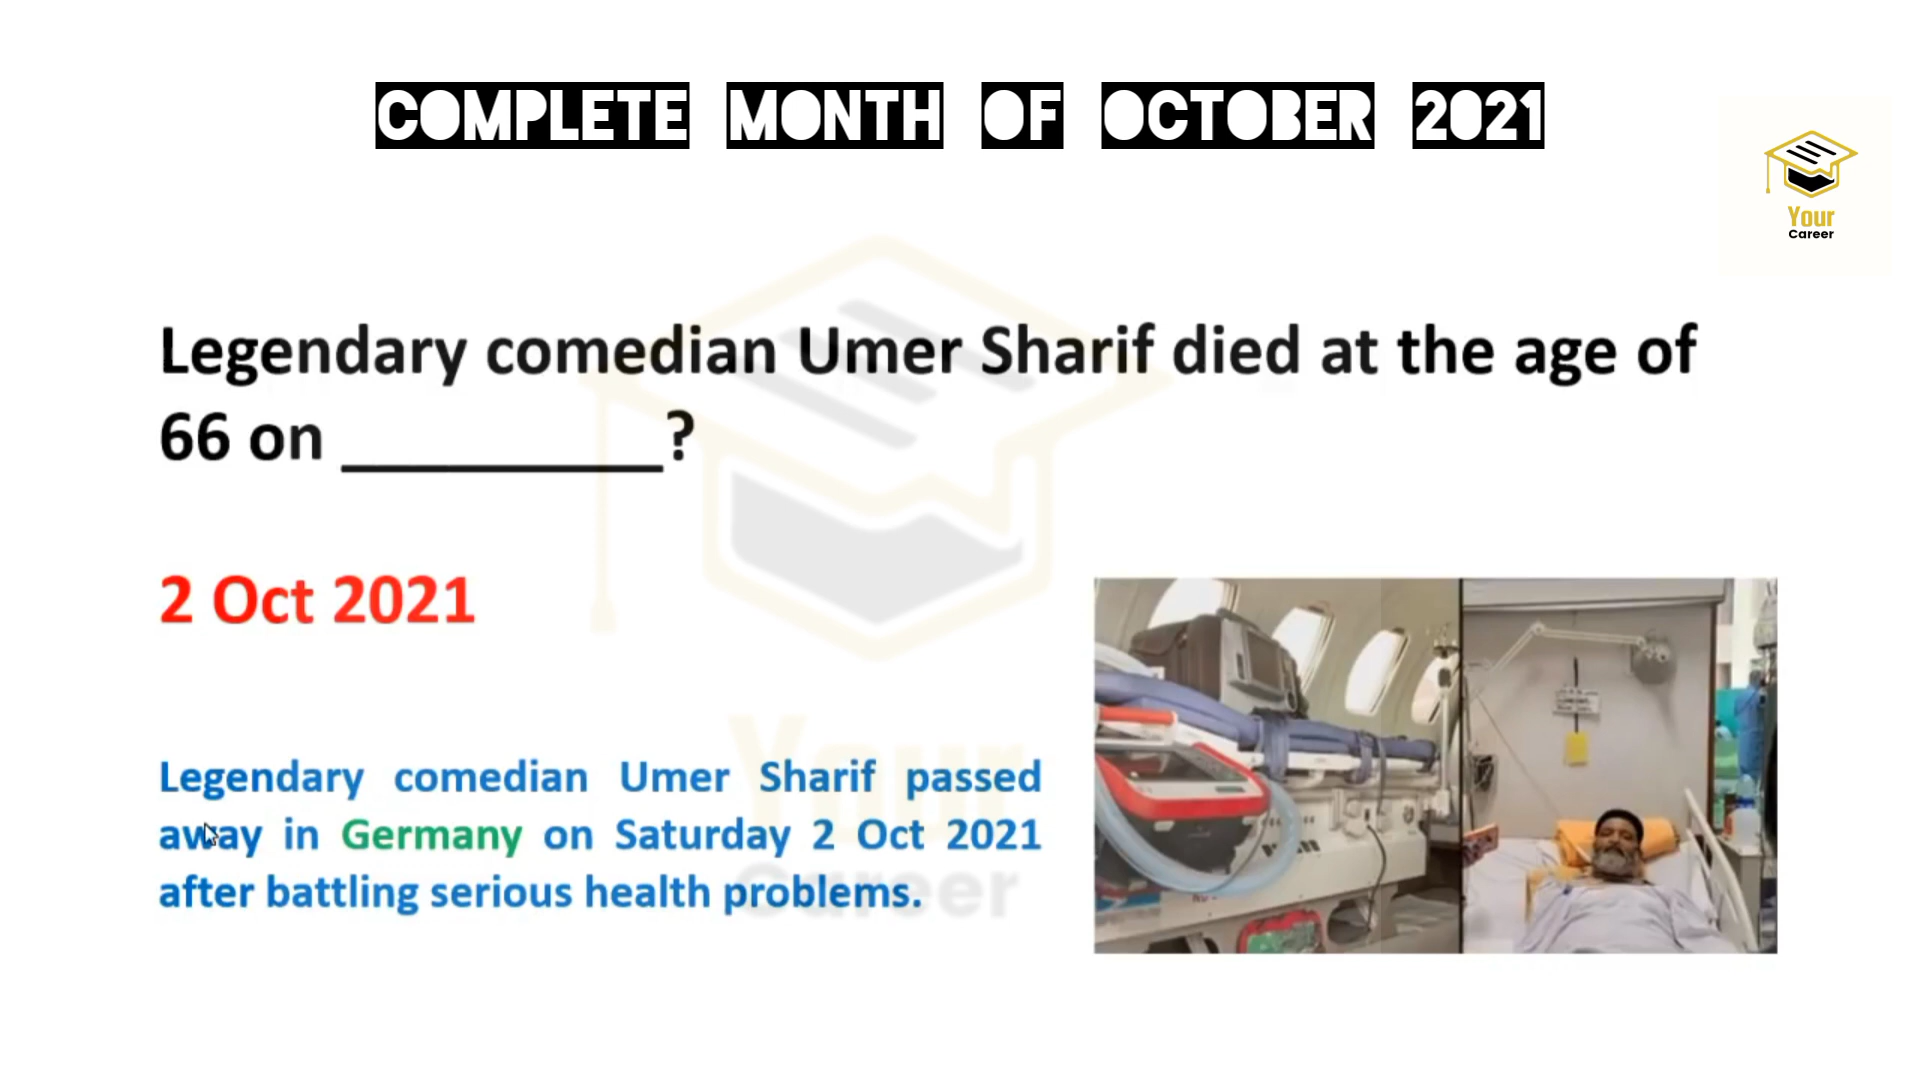 COMPLETE MONTH OF OCTOBER 2021
Your
Career
Legendary comedian Umer Sharif died at the age of
66 on __________?
2 Oct 2021
Legendary comedian Umer Sharif passed
away in Germany on Saturday 2 Oct 2021
after battling serious health problems.
Your
Career